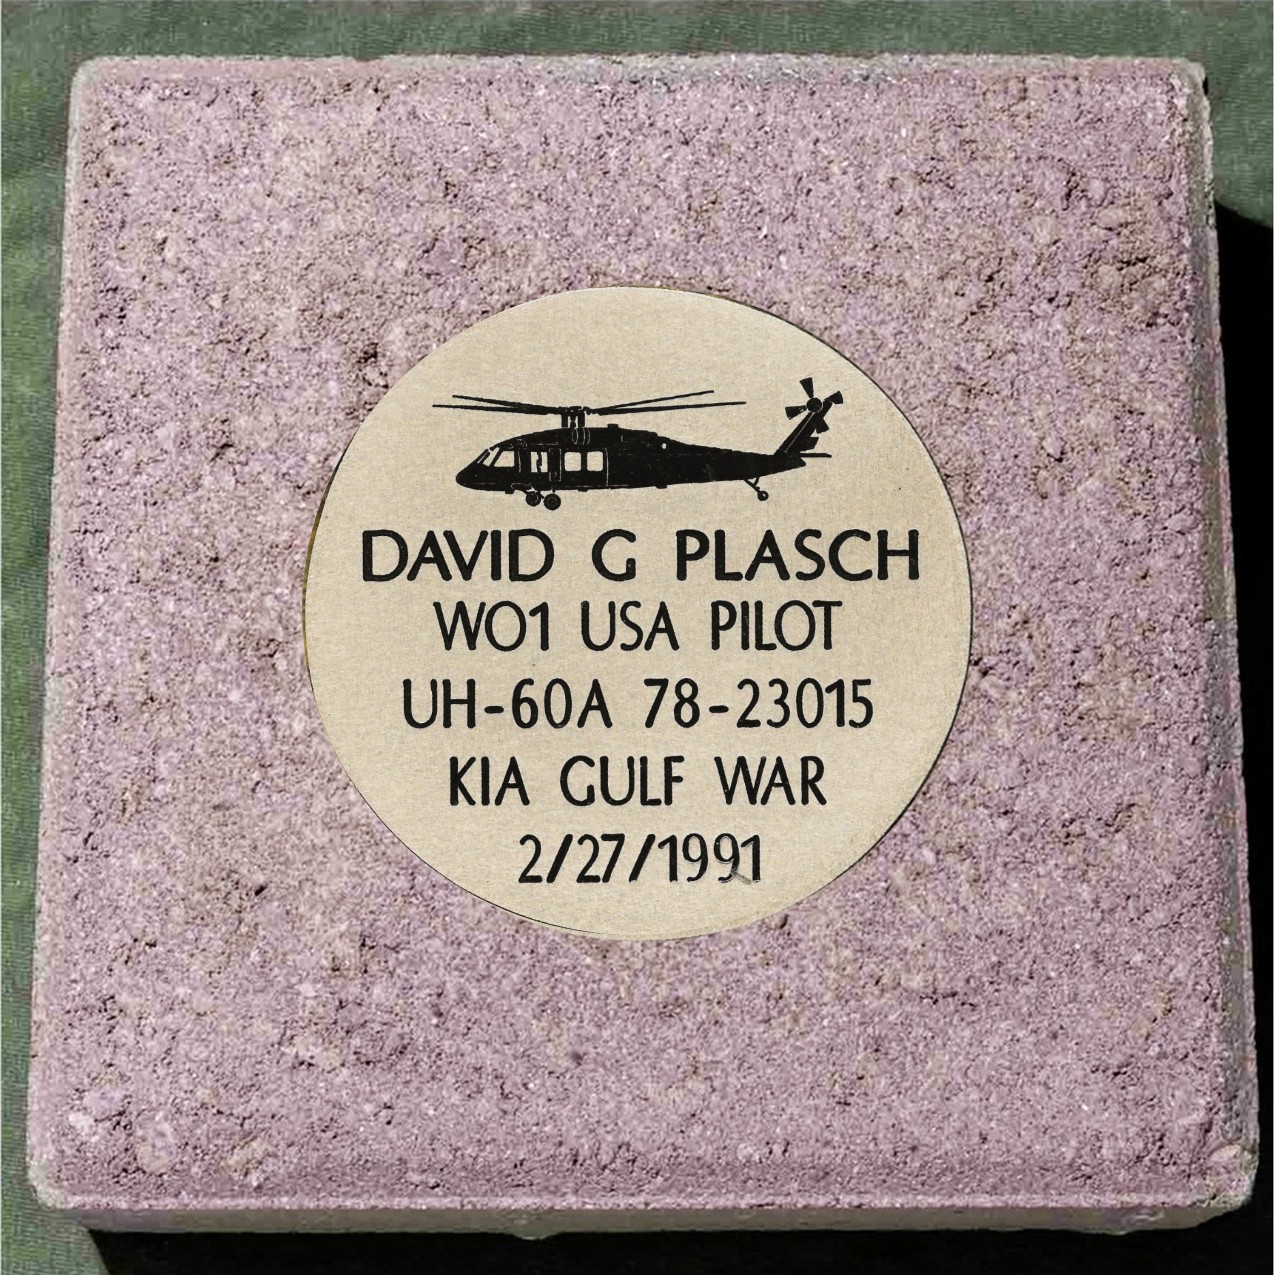 DAVID G PLASCH
WO1 USA PILOT
UH-60A 78-23015
KIA GULF WAR
2/27/1991